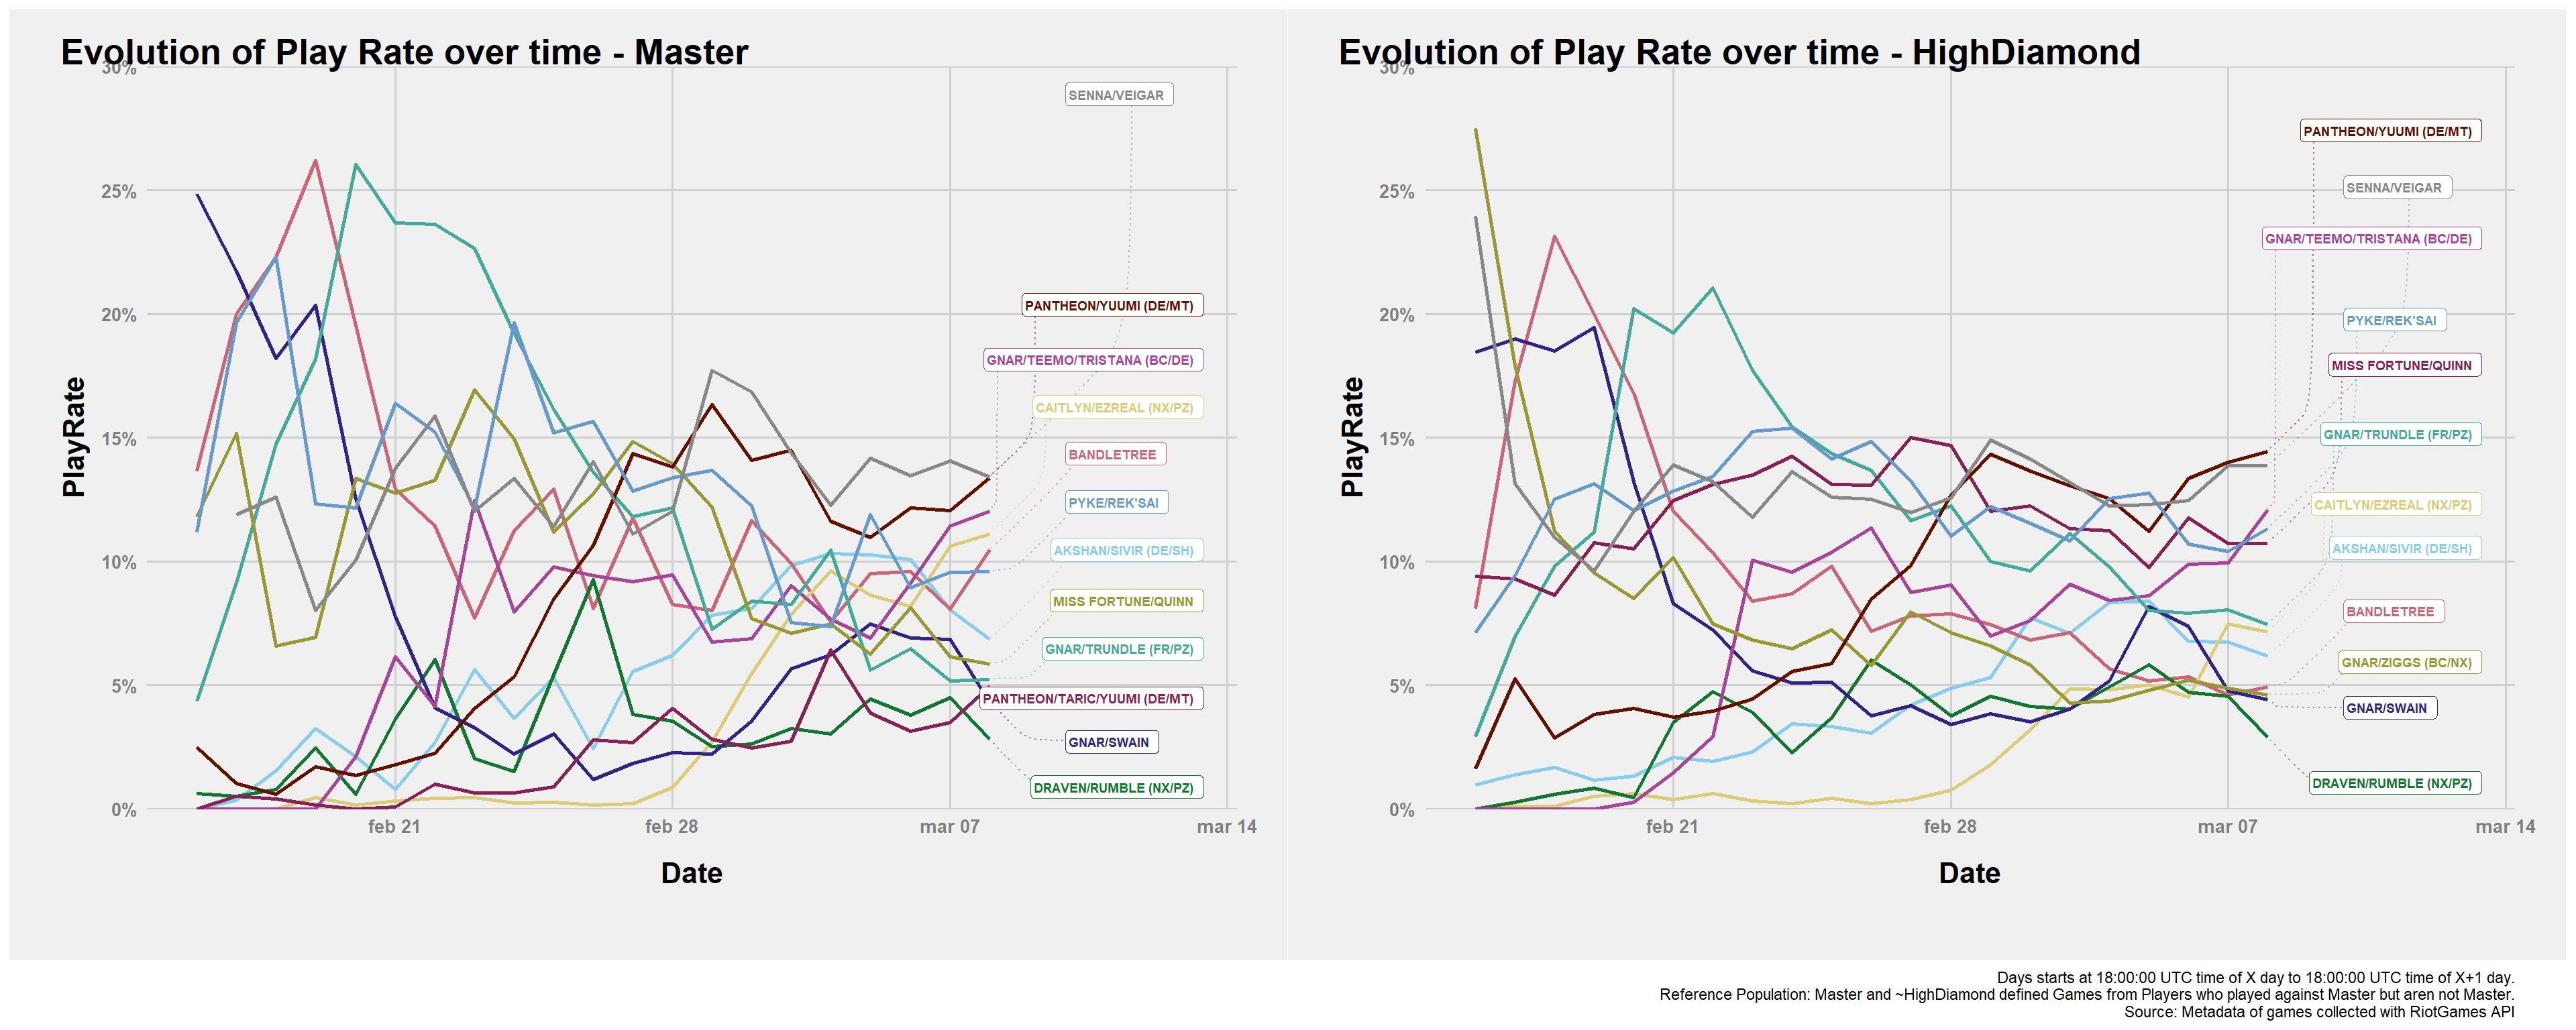 Evolution of Play Rate over time - Master
30%
25%
20%
15%
10%
5%
0%
PlayRate
feb 21
feb 28
mar 07
mar 14
Date
SENNA/VEIGAR
PANTHEON/YUUMI (DE/MT)
GNAR/TEEMO/TRISTANA (BC/DE)
CAITLYN/EZREAL (NX/PZ)
BANDLETREE
PYKE/REK'SAI
AKSHAN/SIVIR (DE/SH)
MISS FORTUNE/QUINN
GNAR/TRUNDLE (FR/PZ)
PANTHEON/TARIC/YUUMI (DE/MT)
GNAR/SWAIN
DRAVEN/RUMBLE (NX/PZ)
Evolution of Play Rate over time - HighDiamond
30%
25%
20%
15%
10%
5%
0%
PlayRate
feb 21
feb 28
mar 07
mar 14
Date
PANTHEON/YUUMI (DE/MT)
SENNA/VEIGAR
GNAR/TEEMO/TRISTANA (BC/DE)
PYKE/REK'SAI
MISS FORTUNE/QUINN
GNAR/TRUNDLE (FR/PZ)
CAITLYN/EZREAL (NX/PZ)
AKSHAN/SIVIR (DE/SH)
BANDLETREE
GNAR/ZIGGS (BC/NX)
GNAR/SWAIN
DRAVEN/RUMBLE (NX/PZ)
Days starts at 18:00:00 UTC time of X day to 18:00:00 UTC time of X+1 day.
Reference Population: Master and ~HighDiamond defined Games from Players who played against Master but aren not Master.
Source: Metadata of games collected with RiotGames API